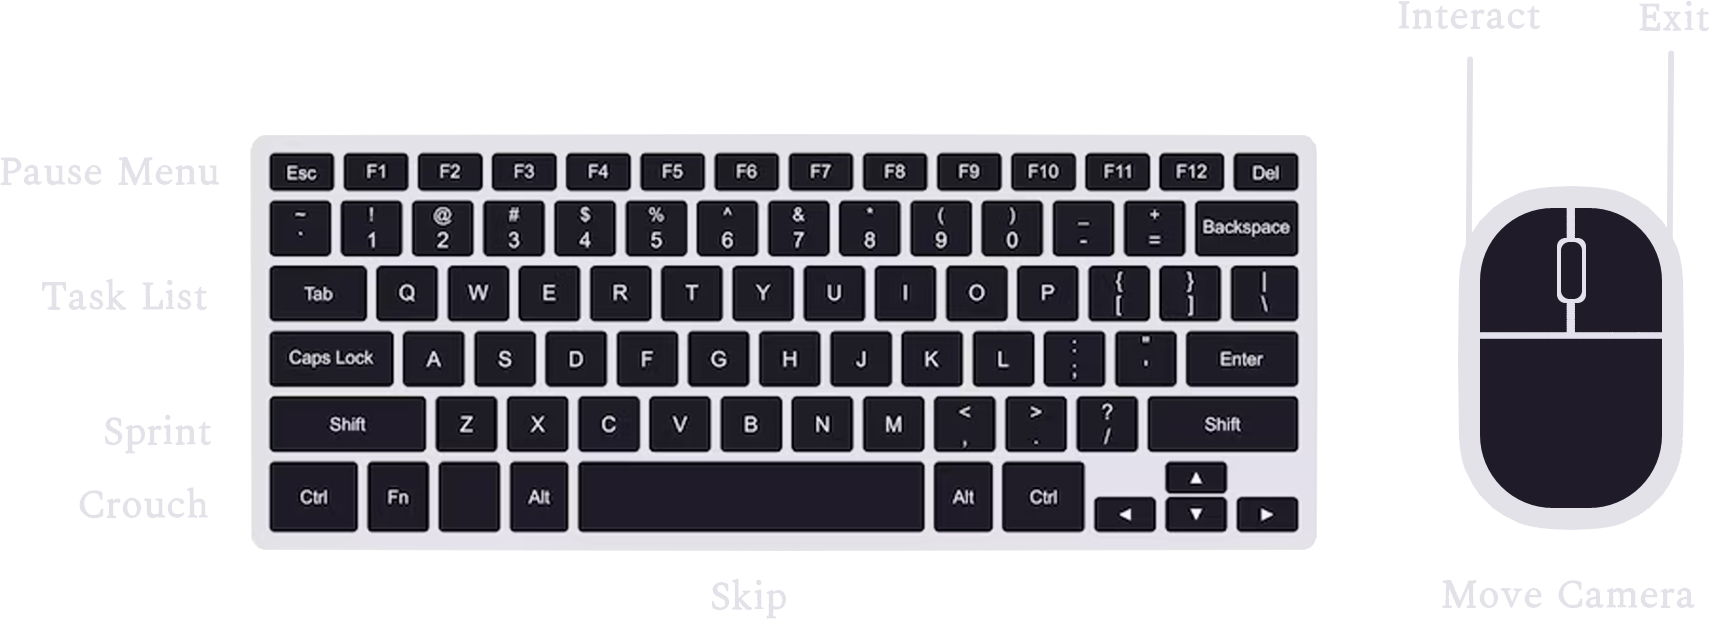 Interact Exit
Pause Menu
Esc F1 F2 F3 F4 F5 F6 F7 F8 F9 F10 F11 F12 Del
~ ! @ # $ % ^ & * ( ) _ +
` 1 2 3 4 5 6 7 8 9 0 - = Backspace
Task List
Tab Q W E R T Y U I O P { } |
[ ] \
Caps Lock A S D F G H J K L : " Enter
; '
Sprint
Shift Z X C V B N M < > ? Shift
, . /
Crouch
Ctrl Fn Alt Alt Ctrl ▲
◄ ▼ ►
Skip
Move Camera